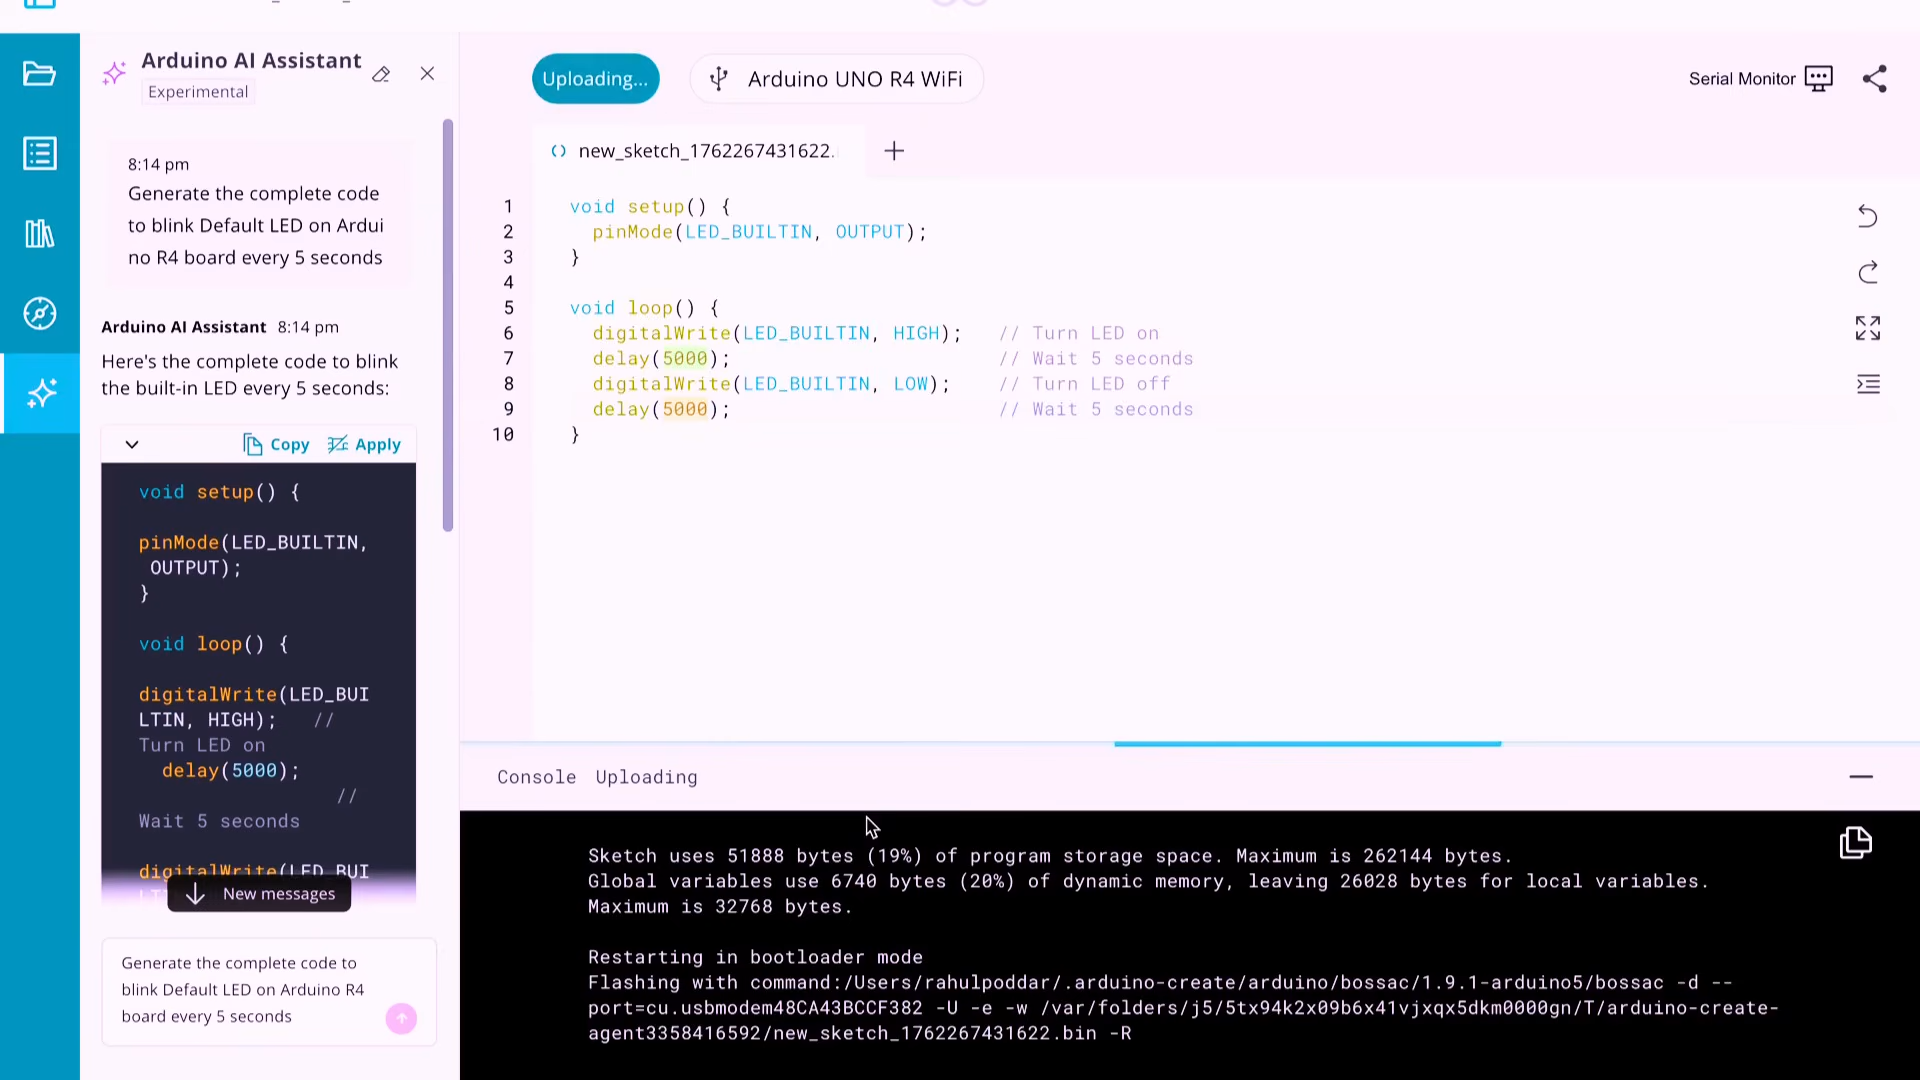 Arduino AI Assistant
Experimental
Uploading...
Arduino UNO R4 WiFi
Serial Monitor
8:14 pm
Generate the complete code
to blink Default LED on Ardui
no R4 board every 5 seconds
Arduino AI Assistant 8:14 pm
Here's the complete code to blink
the built-in LED every 5 seconds:
Copy
Apply
void setup() {
pinMode(LED_BUILTIN,
OUTPUT);
}
void loop() {
digitalWrite(LED_BUI
LTIN, HIGH); //
Turn LED on
delay(5000);
//
Wait 5 seconds
digitalWrite(LED_BUI
New messages
Generate the complete code to
blink Default LED on Arduino R4
board every 5 seconds
new_sketch_1762267431622.
1 void setup() {
2 pinMode(LED_BUILTIN, OUTPUT);
3 }
4
5 void loop() {
6 digitalWrite(LED_BUILTIN, HIGH); // Turn LED on
7 delay(5000); // Wait 5 seconds
8 digitalWrite(LED_BUILTIN, LOW); // Turn LED off
9 delay(5000); // Wait 5 seconds
10 }
Console Uploading
Sketch uses 51888 bytes (19%) of program storage space. Maximum is 262144 bytes.
Global variables use 6740 bytes (20%) of dynamic memory, leaving 26028 bytes for local variables.
Maximum is 32768 bytes.
Restarting in bootloader mode
Flashing with command:/Users/rahulpoddar/.arduino-create/arduino/bossac/1.9.1-arduino5/bossac -d --
port=cu.usbmodem48CA43BCCF382 -U -e -w /var/folders/j5/5tx94k2x09b6x41vjxqx5dkm0000gn/T/arduino-create-
agent3358416592/new_sketch_1762267431622.bin -R